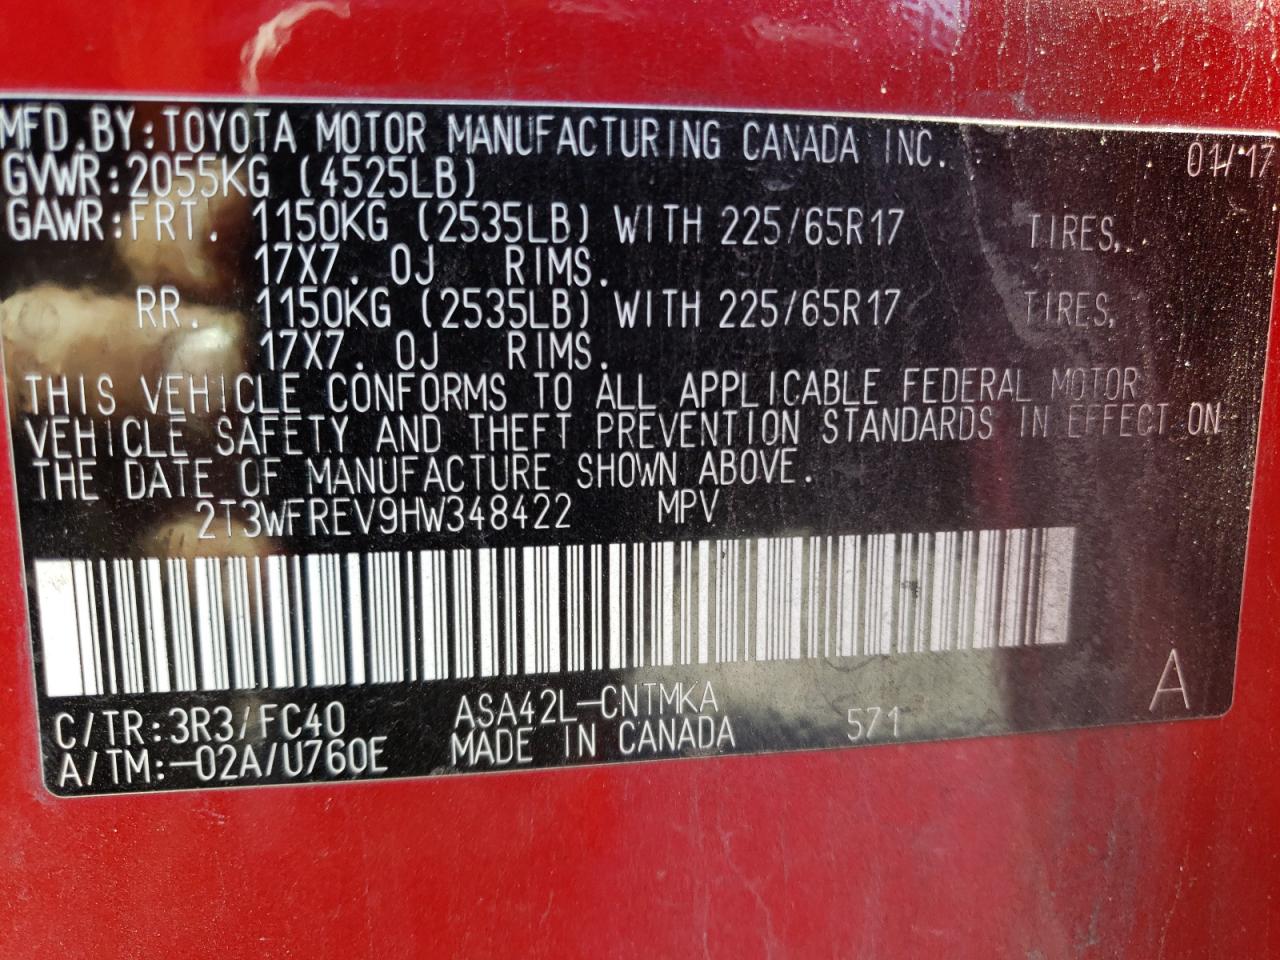 MFD.BY:TOYOTA MOTOR MANUFACTURING CANADA INC. 01/17
GVWR:2055KG (4525LB)
GAWR:FRT. 1150KG (2535LB) WITH 225/65R17 TIRES,
17X7.0J RIMS.
RR. 1150KG (2535LB) WITH 225/65R17 TIRES,
17X7.0J RIMS.
THIS VEHICLE CONFORMS TO ALL APPLICABLE FEDERAL MOTOR
VEHICLE SAFETY AND THEFT PREVENTION STANDARDS IN EFFECT ON
THE DATE OF MANUFACTURE SHOWN ABOVE.
2T3WFREV9HW348422 MPV
A
C/TR:3R3/FC40 ASA42L-CNTMKA 571
A/TM:-02A/U760E MADE IN CANADA